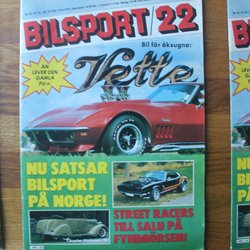 BILSPORT/22
Bil för åksugna:
Vette
ÄN
LEVER DEN
GAMLA
PV:n
NU SATSAR
BILSPORT
PÅ NORGE!
STREET RACERS
TILL SALU PÅ
FYNDBÖRSEN!